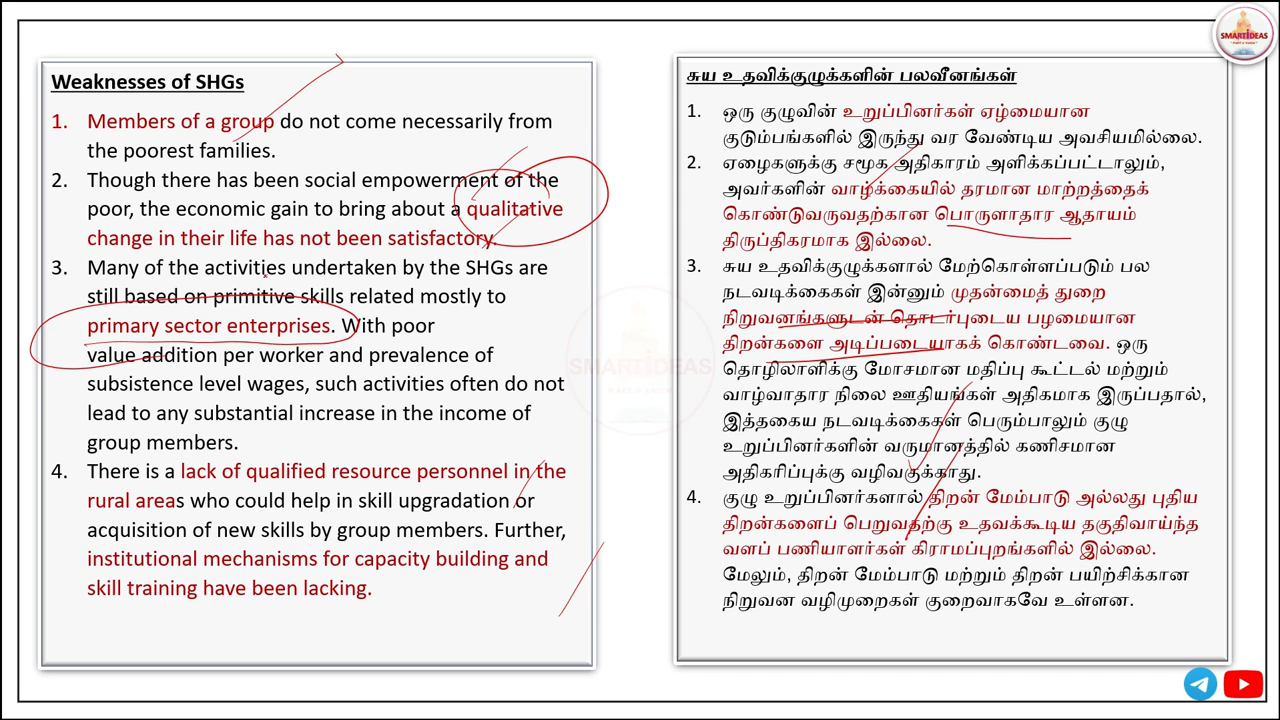 SMARTIDEAS
Weaknesses of SHGs
1. Members of a group do not come necessarily from
the poorest families.
2. Though there has been social empowerment of the
poor, the economic gain to bring about a qualitative
change in their life has not been satisfactory.
3. Many of the activities undertaken by the SHGs are
still based on primitive skills related mostly to
primary sector enterprises. With poor
value addition per worker and prevalence of
subsistence level wages, such activities often do not
lead to any substantial increase in the income of
group members.
4. There is a lack of qualified resource personnel in the
rural areas who could help in skill upgradation or
acquisition of new skills by group members. Further,
institutional mechanisms for capacity building and
skill training have been lacking.
சுய உதவிக்குழுக்களின் பலவீனங்கள்
1. ஒரு குழுவின் உறுப்பினர்கள் ஏழ்மையான
குடும்பங்களில் இருந்து வர வேண்டிய அவசியமில்லை.
2. ஏழைகளுக்கு சமூக அதிகாரம் அளிக்கப்பட்டாலும்,
அவர்களின் வாழ்க்கையில் தரமான மாற்றத்தைக்
கொண்டுவருவதற்கான பொருளாதார ஆதாயம்
திருப்திகரமாக இல்லை.
3. சுய உதவிக்குழுக்களால் மேற்கொள்ளப்படும் பல
நடவடிக்கைகள் இன்னும் முதன்மைத் துறை
நிறுவனங்களுடன் தொடர்புடைய பழமையான
திறன்களை அடிப்படையாகக் கொண்டவை. ஒரு
தொழிலாளிக்கு மோசமான மதிப்பு கூட்டல் மற்றும்
வாழ்வாதார நிலை ஊதியங்கள் அதிகமாக இருப்பதால்,
இத்தகைய நடவடிக்கைகள் பெரும்பாலும் குழு
உறுப்பினர்களின் வருமானத்தில் கணிசமான
அதிகரிப்புக்கு வழிவகுக்காது.
4. குழு உறுப்பினர்களால் திறன் மேம்பாடு அல்லது புதிய
திறன்களைப் பெறுவதற்கு உதவக்கூடிய தகுதிவாய்ந்த
வளப் பணியாளர்கள் கிராமப்புறங்களில் இல்லை.
மேலும், திறன் மேம்பாடு மற்றும் திறன் பயிற்சிக்கான
நிறுவன வழிமுறைகள் குறைவாகவே உள்ளன.
SMARTIDEAS